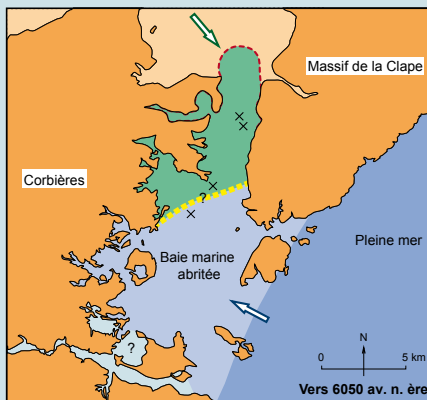 Massif de la Clape
Corbières
?
Baie marine
abritée
Pleine mer
?
N
0 5 km
Vers 6050 av. n. ère